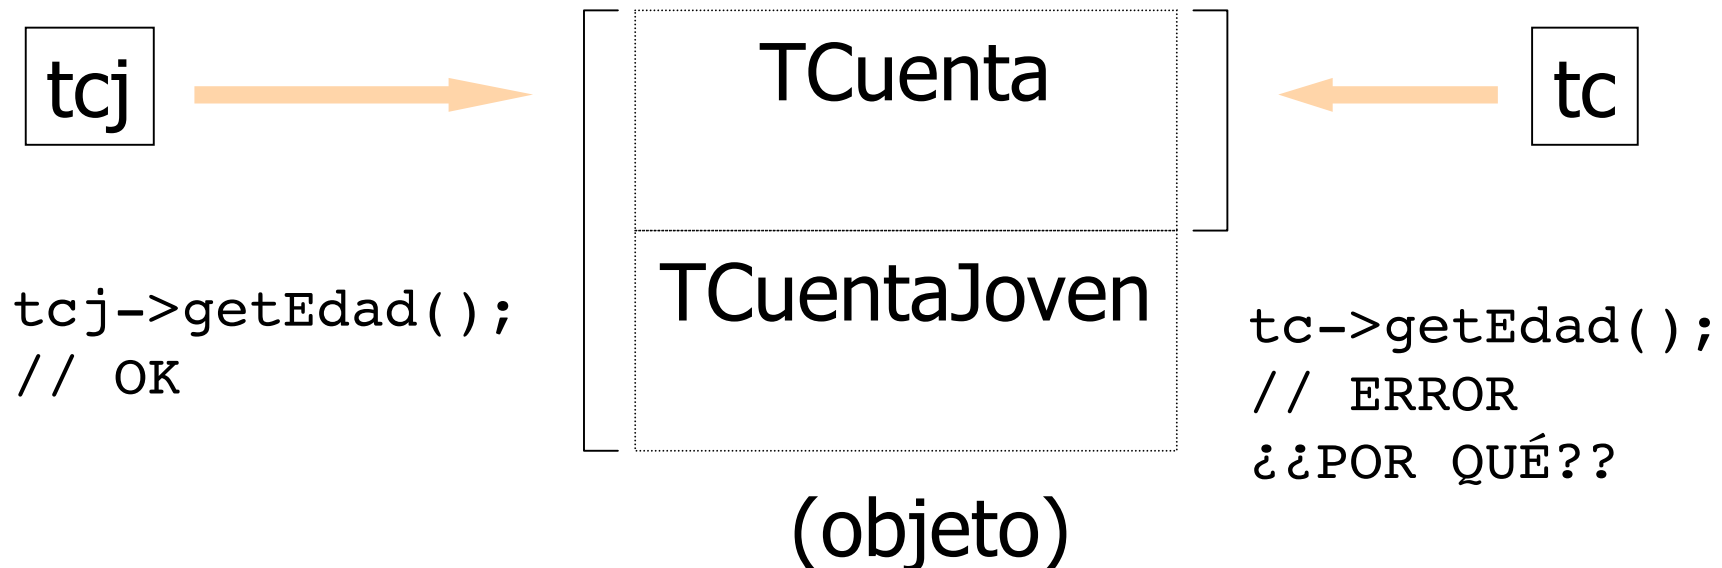 tcj
TCuenta
tc
TCuentaJoven
tcj->getEdad();
// OK
tc->getEdad();
// ERROR
¿¿POR QUÉ??
(objeto)